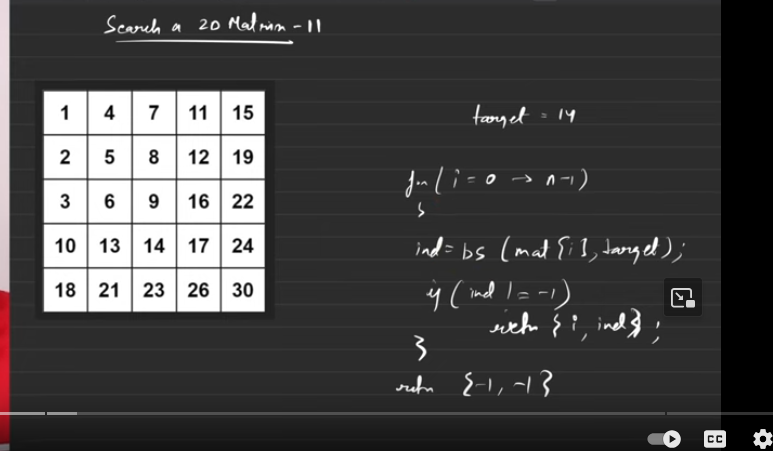 Search a 2D Matrix - II
target = 14
1 4 7 11 15
2 5 8 12 19
3 6 9 16 22
10 13 14 17 24
18 21 23 26 30
for( i = 0 → n-1)
{
ind = bs (mat[i], target);
if (ind != -1)
return {i, ind};
}
return {-1, -1}
CC